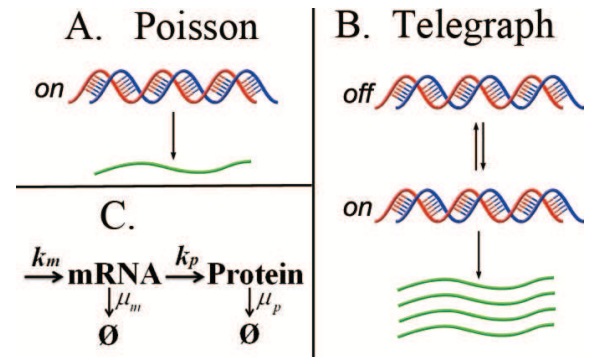 A. Poisson
on
C.
k_m k_p
mRNA Protein
μ_m μ_p
Ø Ø
B. Telegraph
off
on